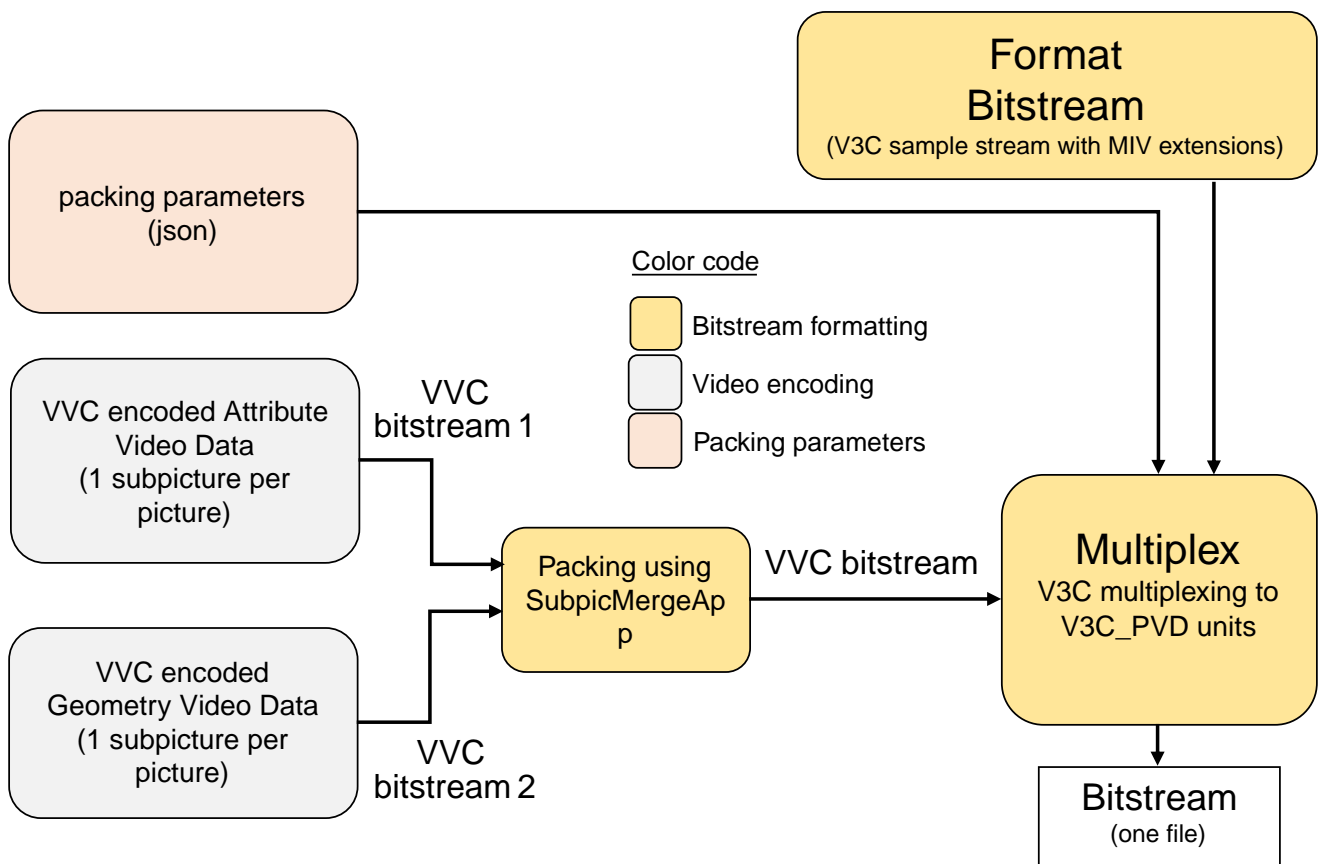 Format
Bitstream
(V3C sample stream with MIV extensions)
packing parameters
(json)
Color code
Bitstream formatting
Video encoding
Packing parameters
VVC encoded Attribute
Video Data
(1 subpicture per
picture)
VVC
bitstream 1
Packing using
SubpicMergeAp
p
VVC bitstream
Multiplex
V3C multiplexing to
V3C_PVD units
VVC encoded
Geometry Video Data
(1 subpicture per
picture)
VVC
bitstream 2
Bitstream
(one file)